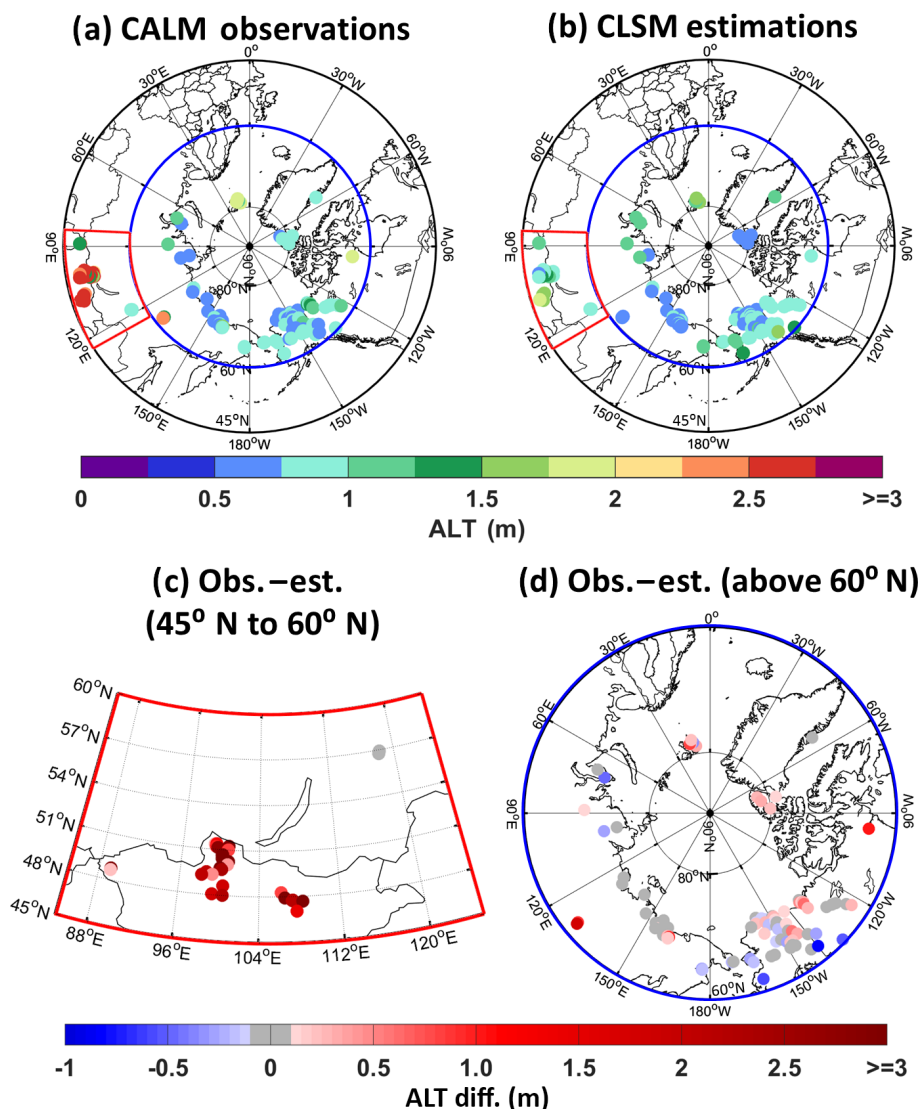 (a) CALM observations
(b) CLSM estimations
0°
30°E
30°W
60°E
60°W
90°E
90°W
120°E
120°W
150°E
150°W
180°W
45°N
60°N
80°N
90°N
0°
30°E
30°W
60°E
60°W
90°E
90°W
120°E
120°W
150°E
150°W
180°W
45°N
60°N
80°N
90°N
0 0.5 1 1.5 2 2.5 >=3
ALT (m)
(c) Obs.–est.
(45° N to 60° N)
(d) Obs.–est. (above 60° N)
60°N
57°N
54°N
51°N
48°N
45°N
88°E
96°E
104°E
112°E
120°E
0°
30°E
30°W
60°E
60°W
90°E
90°W
120°E
120°W
150°E
150°W
180°W
60°N
80°N
90°N
-1 -0.5 0 0.5 1.0 1.5 2 2.5 >=3
ALT diff. (m)